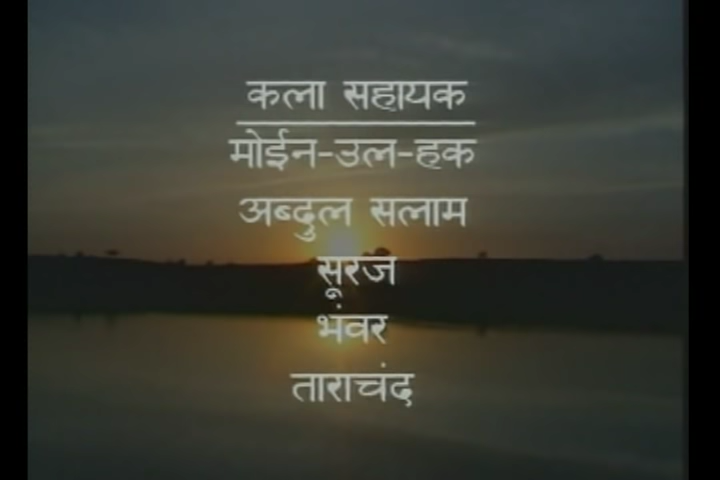 कला सहायक
मोईन-उल-हक
अब्दुल सलाम
सूरज
भंवर
ताराचंद